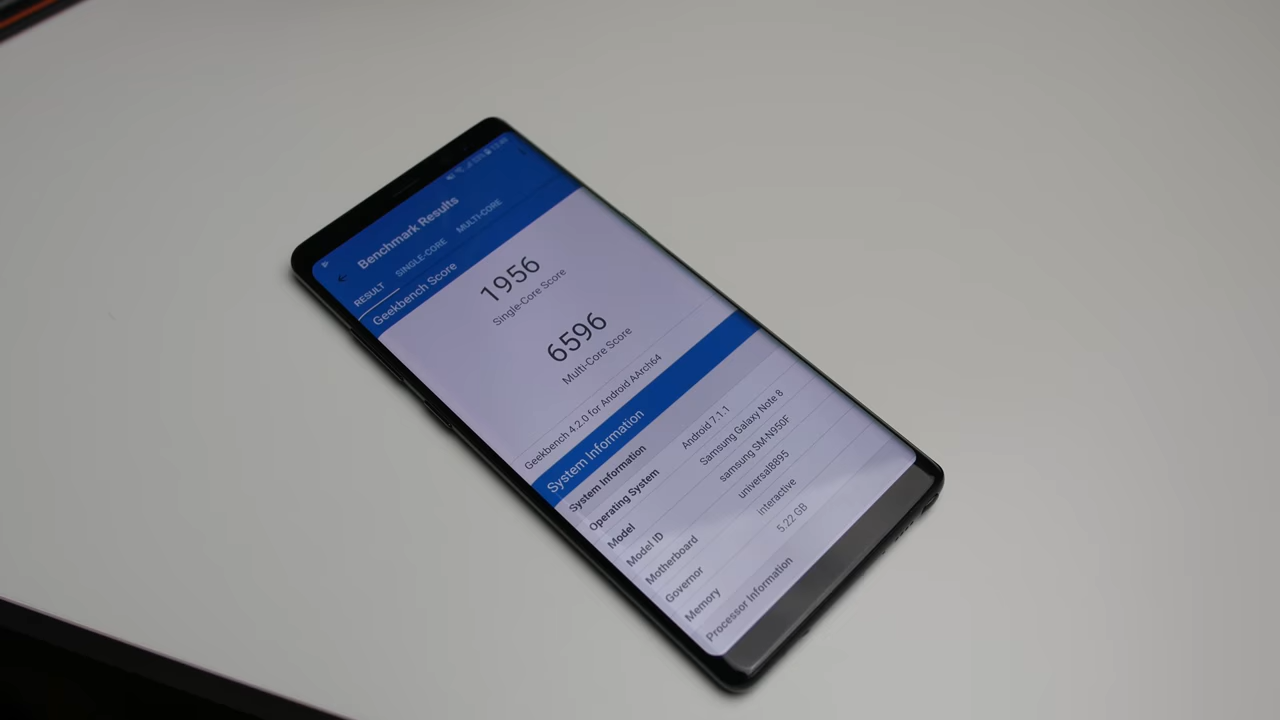 Benchmark Results
RESULT SINGLE-CORE MULTI-CORE
Geekbench Score
1956
Single-Core Score
6596
Multi-Core Score
Geekbench 4.2.0 for Android AArch64
System Information
System Information
Operating System Android 7.1.1
Model Samsung Galaxy Note 8
Model ID samsung SM-N950F
Motherboard universal8895
Governor interactive
Memory 5.22 GB
Processor Information